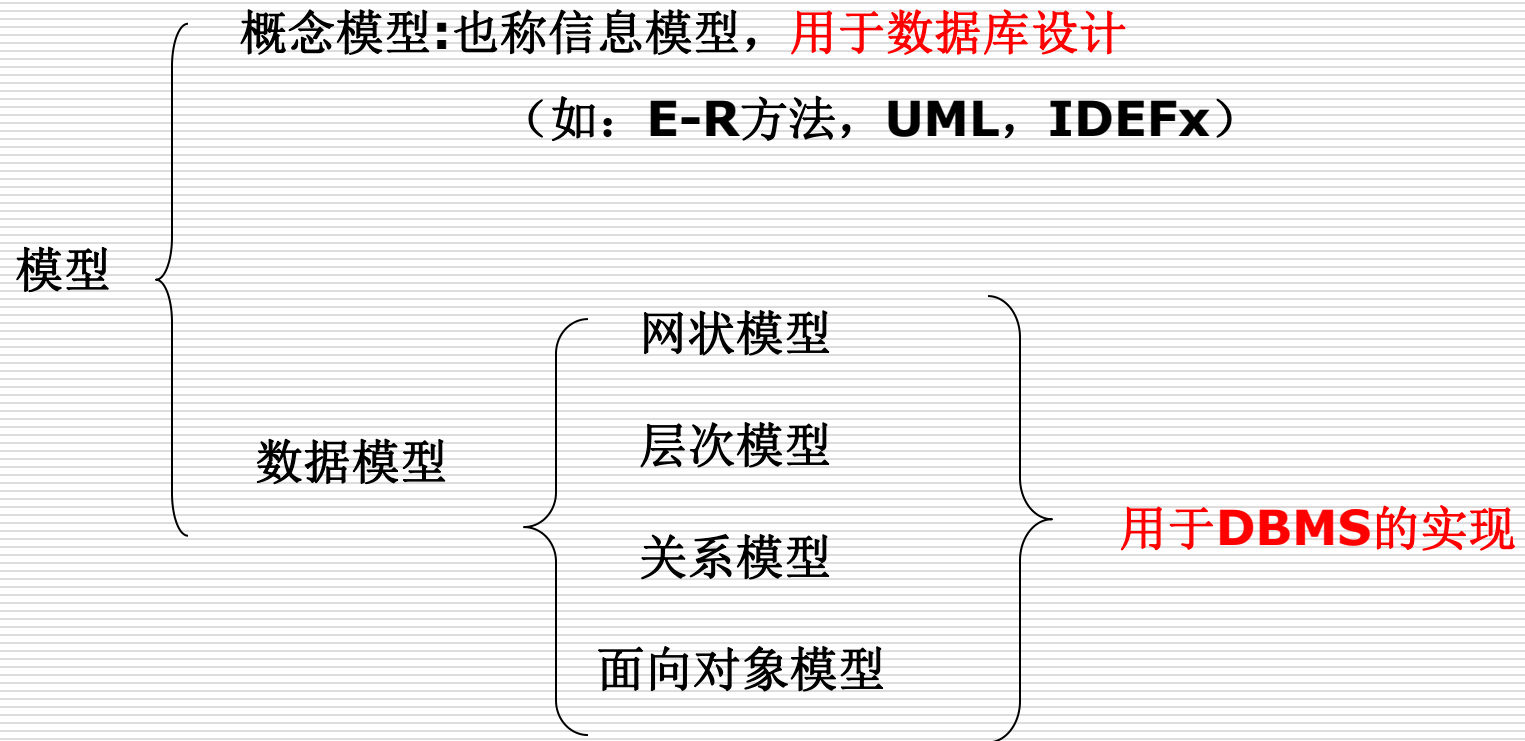 概念模型:也称信息模型，用于数据库设计
（如：E-R方法，UML，IDEFx）
模型
数据模型
网状模型
层次模型
关系模型
面向对象模型
用于DBMS的实现